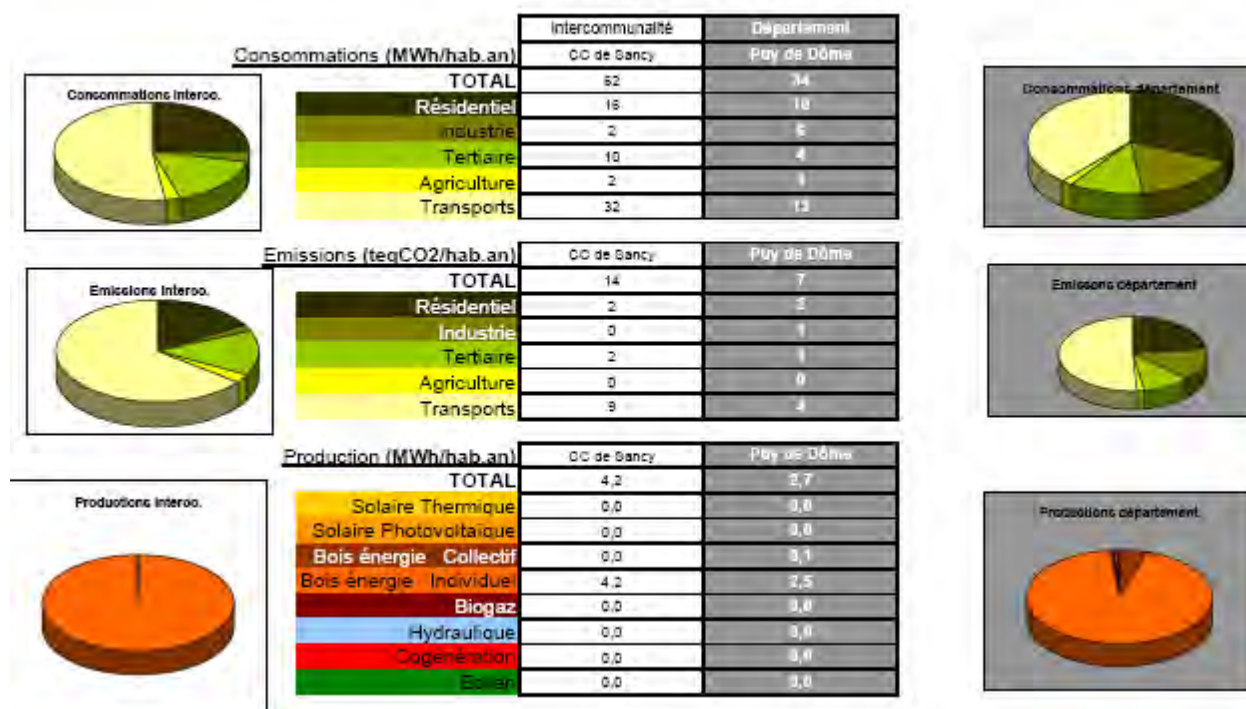 Intercommunalité Département
Consommations (MWh/hab.an) CC de Sancy Puy de Dôme
TOTAL 62 34
Consommations Interco. Consommations département
Résidentiel 16 10
Industrie 2 6
Tertiaire 10 4
Agriculture 2 1
Transports 32 13
Emissions (teqCO2/hab.an) CC de Sancy Puy de Dôme
TOTAL 14 7
Emissions Interco. Emissons département
Résidentiel 2 2
Industrie 0 1
Tertiaire 2 1
Agriculture 0 0
Transports 9 4
Production (MWh/hab.an) CC de Sancy Puy de Dôme
TOTAL 4,2 2,7
Productions Interco. Productions département
Solaire Thermique 0,0 0,0
Solaire Photovoltaïque 0,0 0,0
Bois énergie Collectif 0,0 0,1
Bois énergie Individuel 4,2 2,5
Biogaz 0,0 0,0
Hydraulique 0,0 0,0
Cogénération 0,0 0,0
Eolien 0,0 0,0